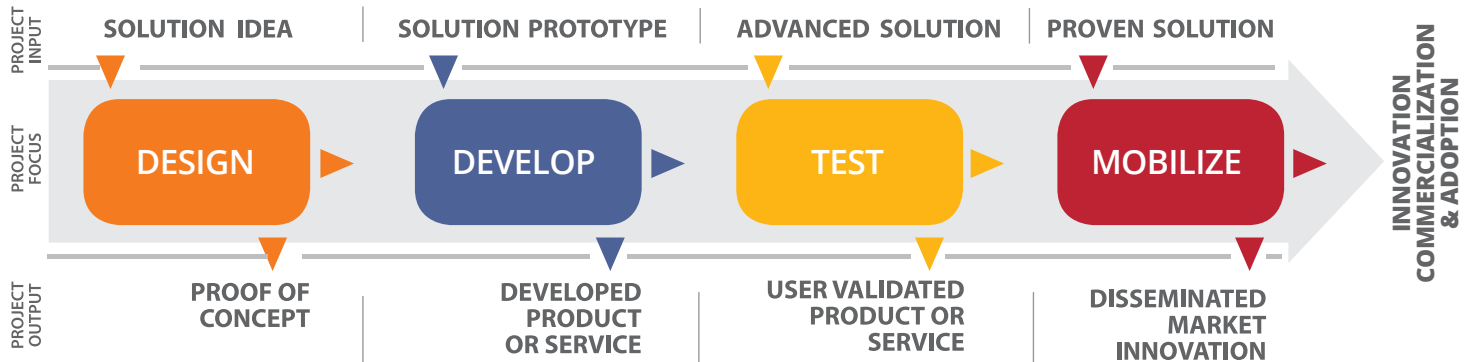 PROJECT
INPUT
SOLUTION IDEA
SOLUTION PROTOTYPE
ADVANCED SOLUTION
PROVEN SOLUTION
PROJECT
FOCUS
DESIGN
DEVELOP
TEST
MOBILIZE
INNOVATION
COMMERCIALIZATION
& ADOPTION
PROJECT
OUTPUT
PROOF OF
CONCEPT
DEVELOPED
PRODUCT
OR SERVICE
USER VALIDATED
PRODUCT OR
SERVICE
DISSEMINATED
MARKET
INNOVATION